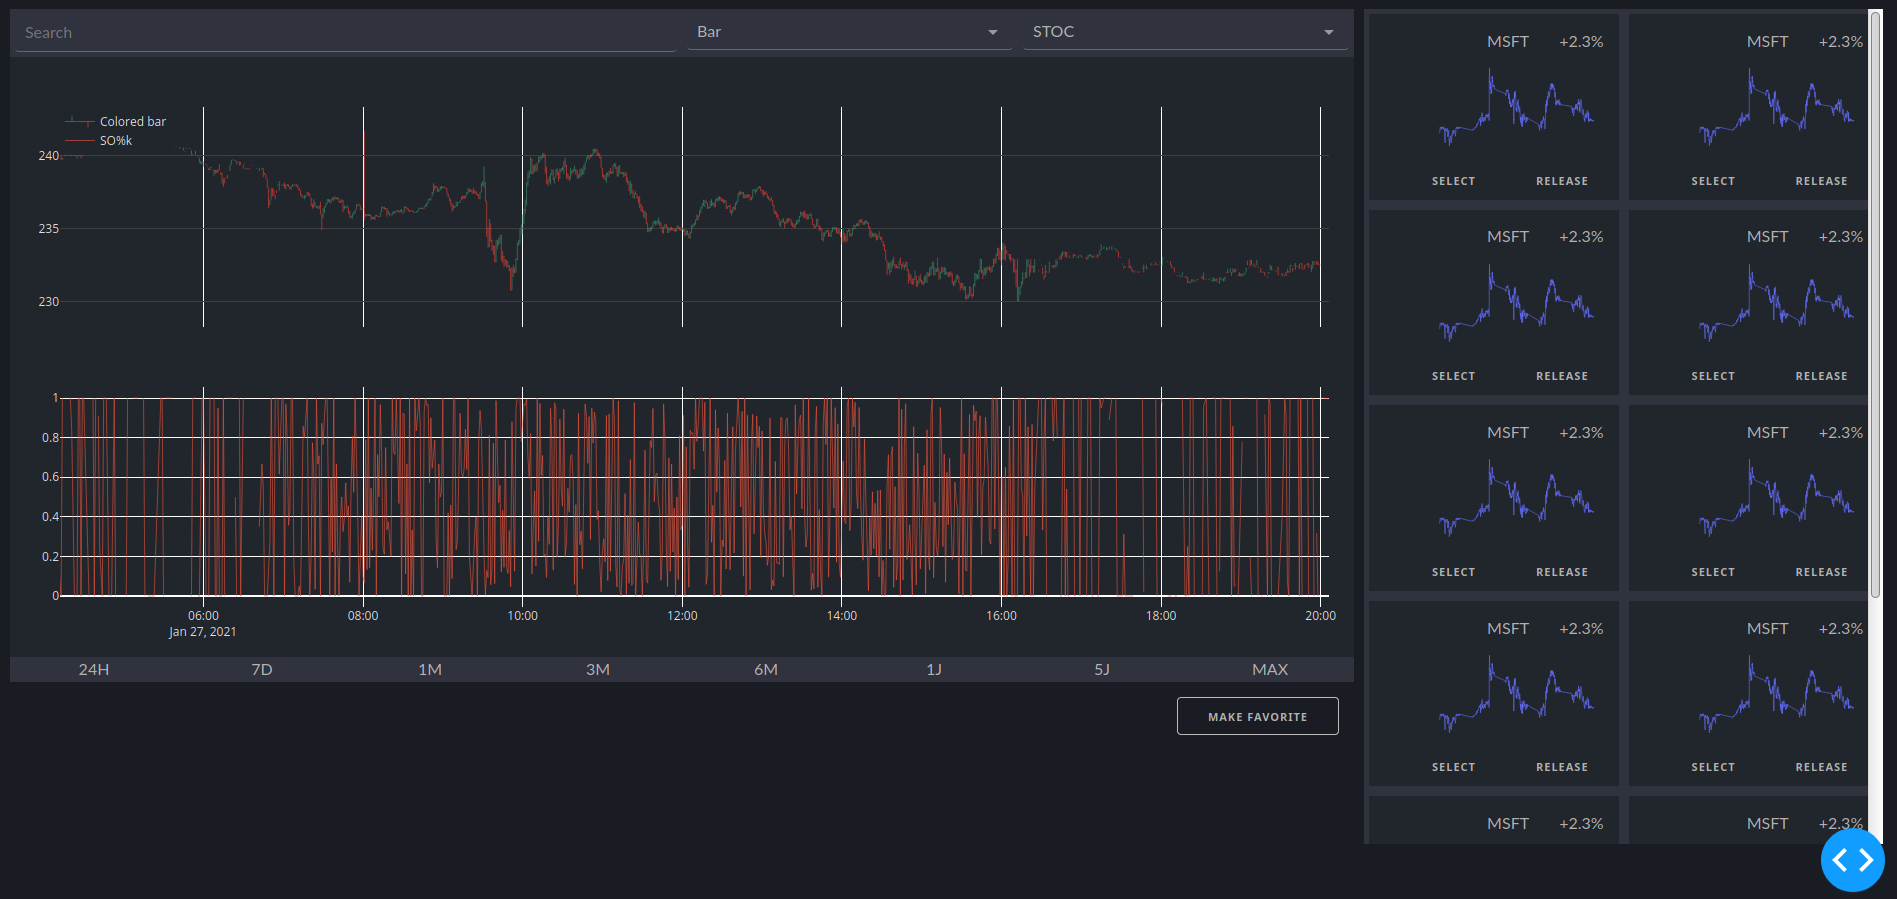 Search
Bar
STOC
Colored bar
SO%k
240
235
230
1
0.8
0.6
0.4
0.2
0
06:00 08:00 10:00 12:00 14:00 16:00 18:00 20:00
Jan 27, 2021
24H 7D 1M 3M 6M 1J 5J MAX
MAKE FAVORITE
MSFT +2.3% MSFT +2.3%
SELECT RELEASE SELECT RELEASE
MSFT +2.3% MSFT +2.3%
SELECT RELEASE SELECT RELEASE
MSFT +2.3% MSFT +2.3%
SELECT RELEASE SELECT RELEASE
MSFT +2.3% MSFT +2.3%
SELECT RELEASE SELECT RELEASE
MSFT +2.3% MSFT +2.3%